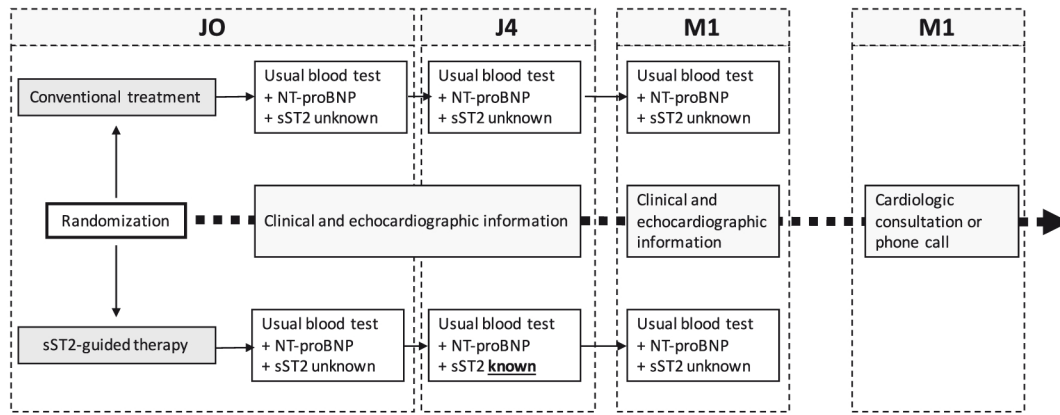 JO
J4
M1
M1
Conventional treatment
Usual blood test
+ NT-proBNP
+ sST2 unknown
Usual blood test
+ NT-proBNP
+ sST2 unknown
Usual blood test
+ NT-proBNP
+ sST2 unknown
Randomization
Clinical and echocardiographic information
Clinical and
echocardiographic
information
Cardiologic
consultation or
phone call
sST2-guided therapy
Usual blood test
+ NT-proBNP
+ sST2 unknown
Usual blood test
+ NT-proBNP
+ sST2 known
Usual blood test
+ NT-proBNP
+ sST2 unknown